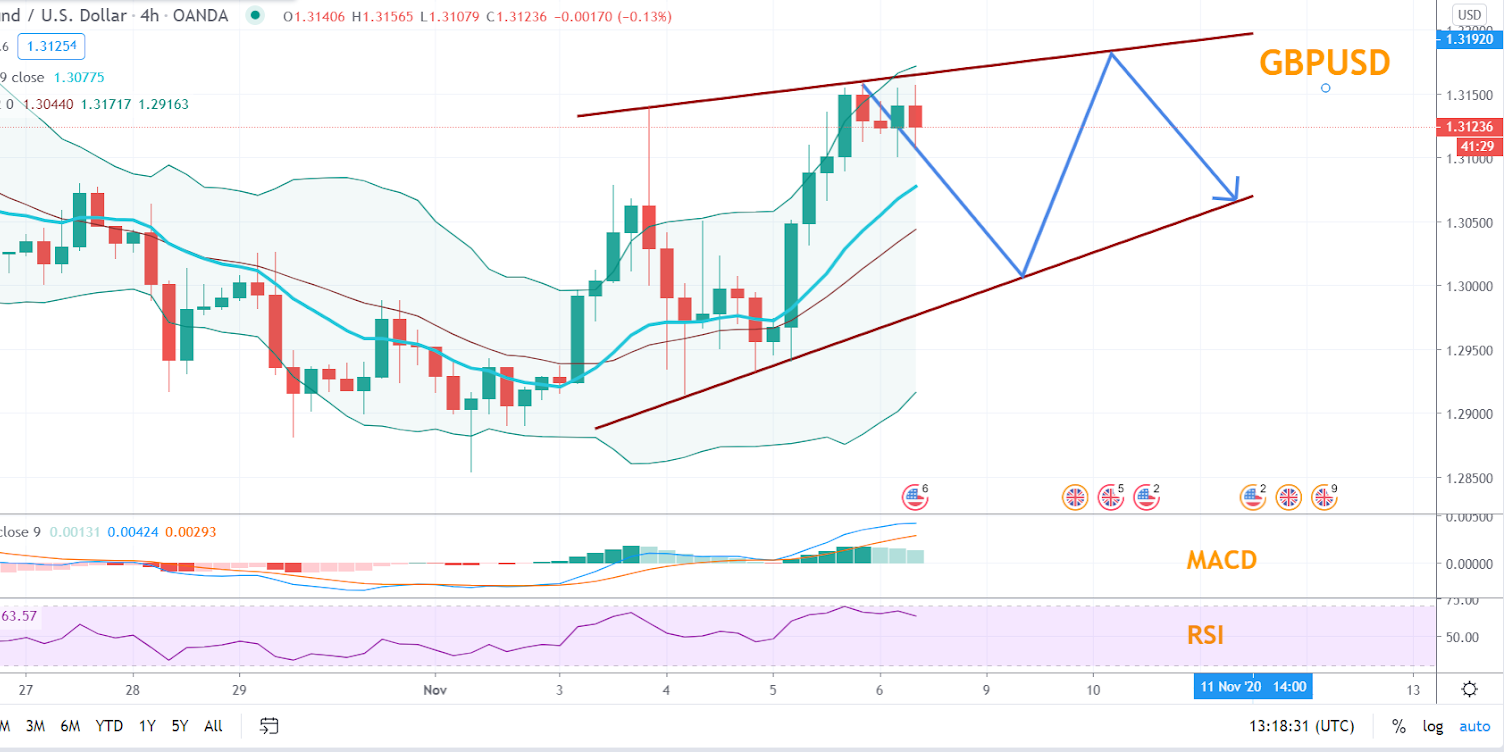 nd / U.S. Dollar · 4h · OANDA O1.31406 H1.31565 L1.31079 C1.31236 −0.00170 (−0.13%) USD
.6 1.31254
1.3192​0
GBPUSD
9 close 1.30775
0 1.30440 1.31717 1.29163
1.31500
1.31236
41:29
1.31000
1.30500
1.30000
1.29500
1.29000
1.28500
6 5 2 2 9
0.00500
close 9 0.00131 0.00424 0.00293
MACD
0.00000
75.00
63.57
RSI
50.00
27 28 29 Nov 3 4 5 6 9 10 11 Nov '20 14:00 13
M 3M 6M YTD 1Y 5Y All 13:18:31 (UTC) % log auto